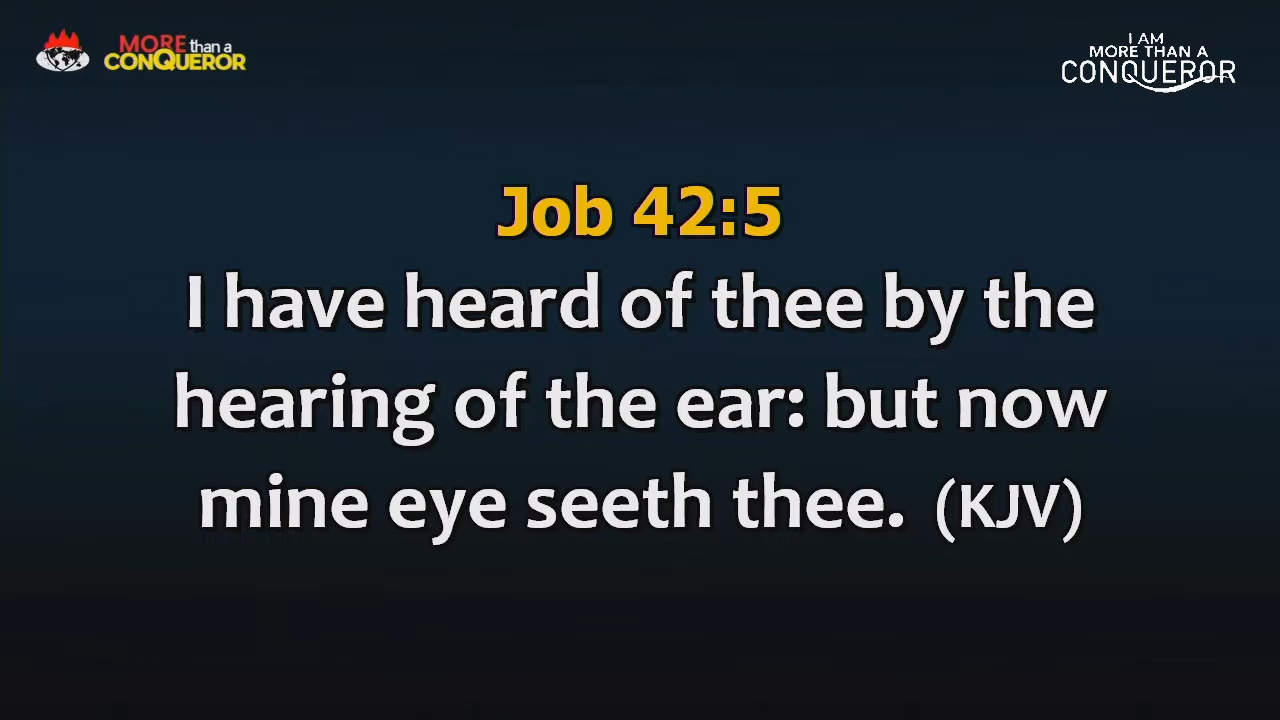 MORE than a
CONQUEROR
I AM
MORE THAN A
CONQUEROR
Job 42:5
I have heard of thee by the
hearing of the ear: but now
mine eye seeth thee. (KJV)